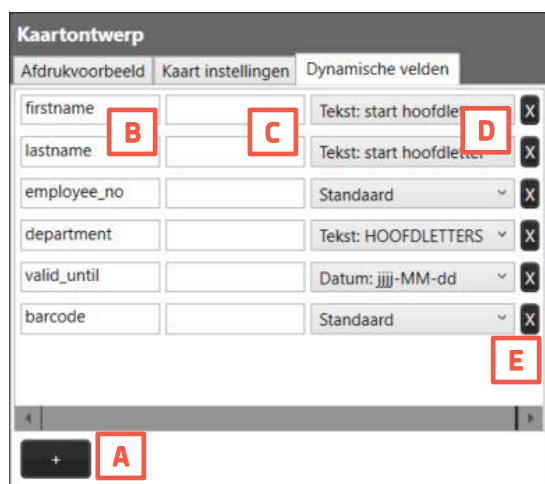 Kaartontwerp
Afdrukvoorbeeld Kaart instellingen Dynamische velden
firstname Tekst: start hoofdle X
B C D
lastname Tekst: start hoofdletter X
employee_no Standaard X
department Tekst: HOOFDLETTERS X
valid_until Datum: jjjj-MM-dd X
barcode Standaard X
E
+ A